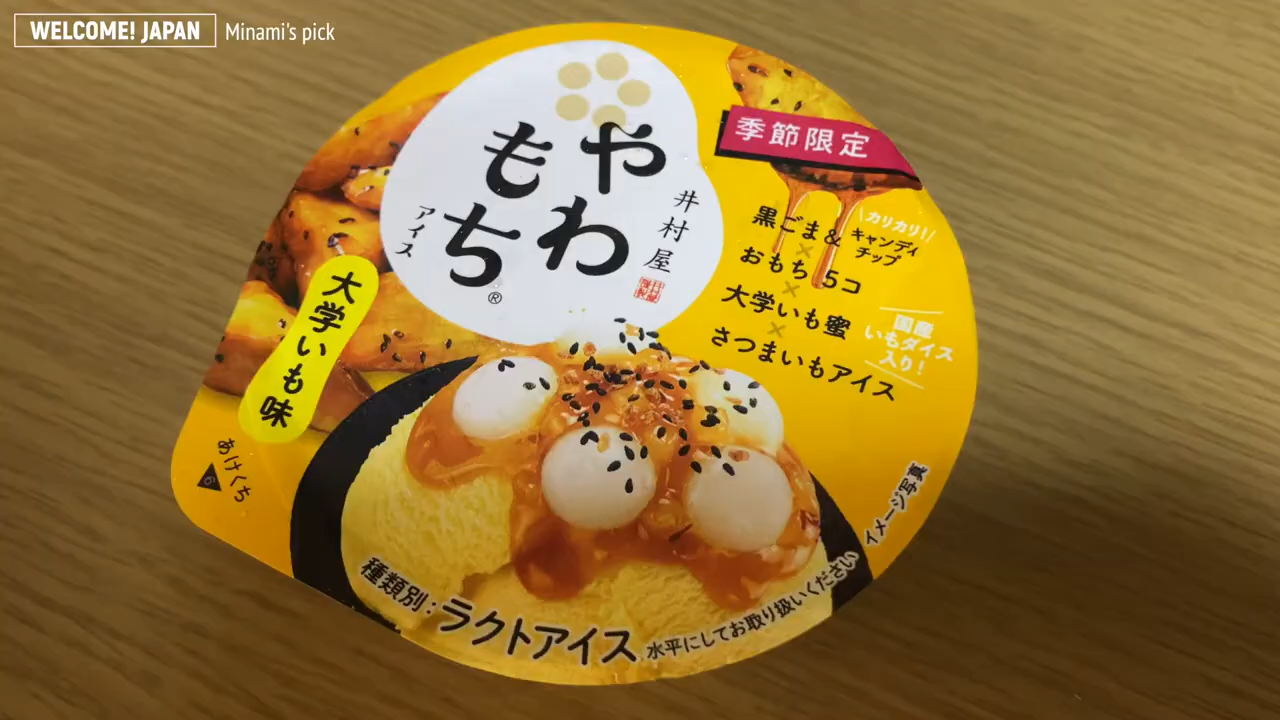 WELCOME! JAPAN
Minami's pick
やわ
もち
アイス
®
井村屋
季節限定
カリカリ!
黒ごま&キャンディ
チップ
×
おもち5コ
×
大学いも蜜
×
さつまいもアイス
国産
いもダイス
入り!
大学いも味
あけくち
イメージ写真
種類別:ラクトアイス
水平にしてお取り扱いください